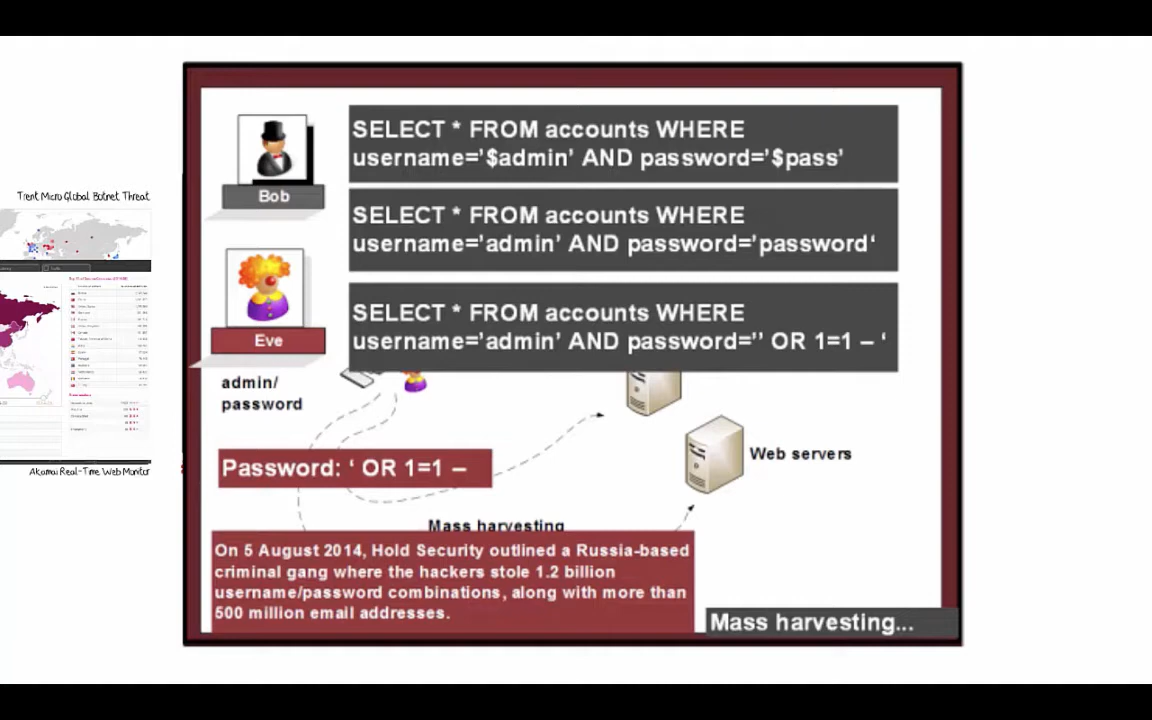 Trent Micro Global Botnet Threat
Akamai Real-Time Web Monitor
Bob
SELECT * FROM accounts WHERE
username=’$admin’ AND password=’$pass’
SELECT * FROM accounts WHERE
username=’admin’ AND password=’password‘
Eve
SELECT * FROM accounts WHERE
username=’admin’ AND password=’’ OR 1=1 – ‘
admin/
password
Password: ‘ OR 1=1 –
Web servers
Mass harvesting
On 5 August 2014, Hold Security outlined a Russia-based
criminal gang where the hackers stole 1.2 billion
username/password combinations, along with more than
500 million email addresses.
Mass harvesting...